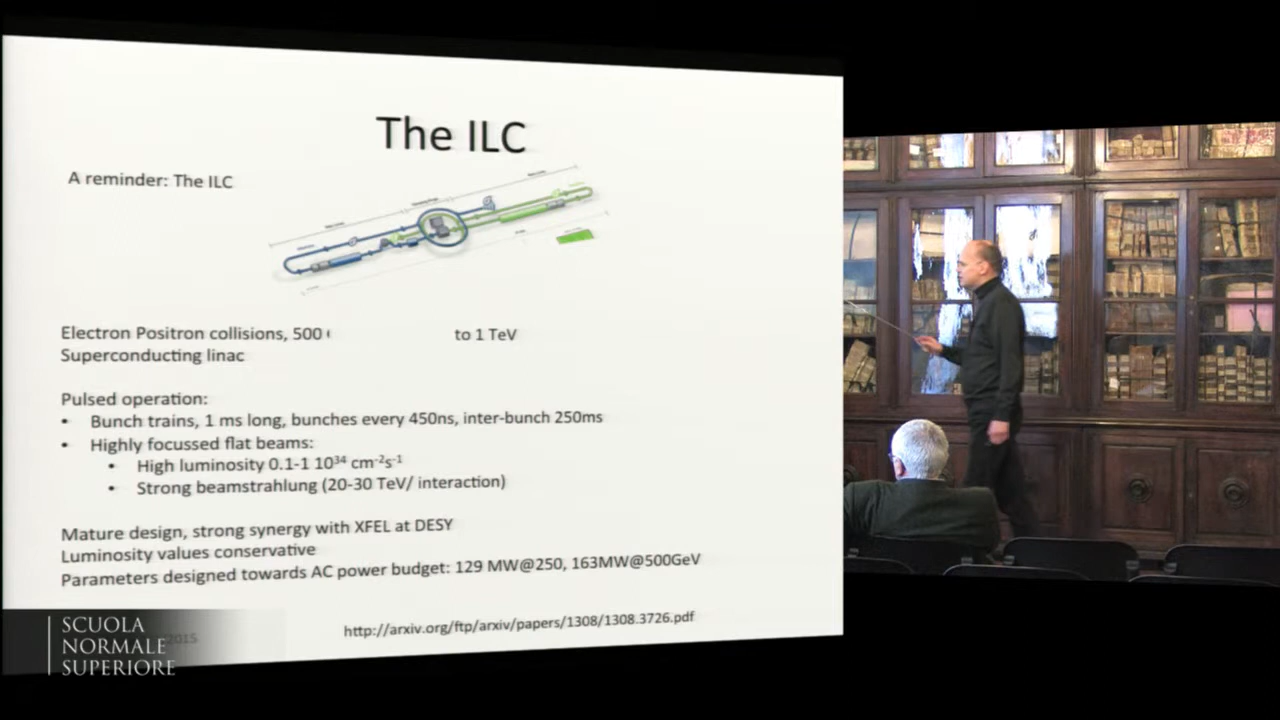 The ILC
A reminder: The ILC
Electron Positron collisions, 500 to 1 TeV
Superconducting linac
Pulsed operation:
• Bunch trains, 1 ms long, bunches every 450ns, inter-bunch 250ms
• Highly focussed flat beams:
• High luminosity 0.1-1 10³⁴ cm⁻²s⁻¹
• Strong beamstrahlung (20-30 TeV/ interaction)
Mature design, strong synergy with XFEL at DESY
Luminosity values conservative
Parameters designed towards AC power budget: 129 MW@250, 163MW@500GeV
http://arxiv.org/ftp/arxiv/papers/1308/1308.3726.pdf
2015
SCUOLA
NORMALE
SUPERIORE